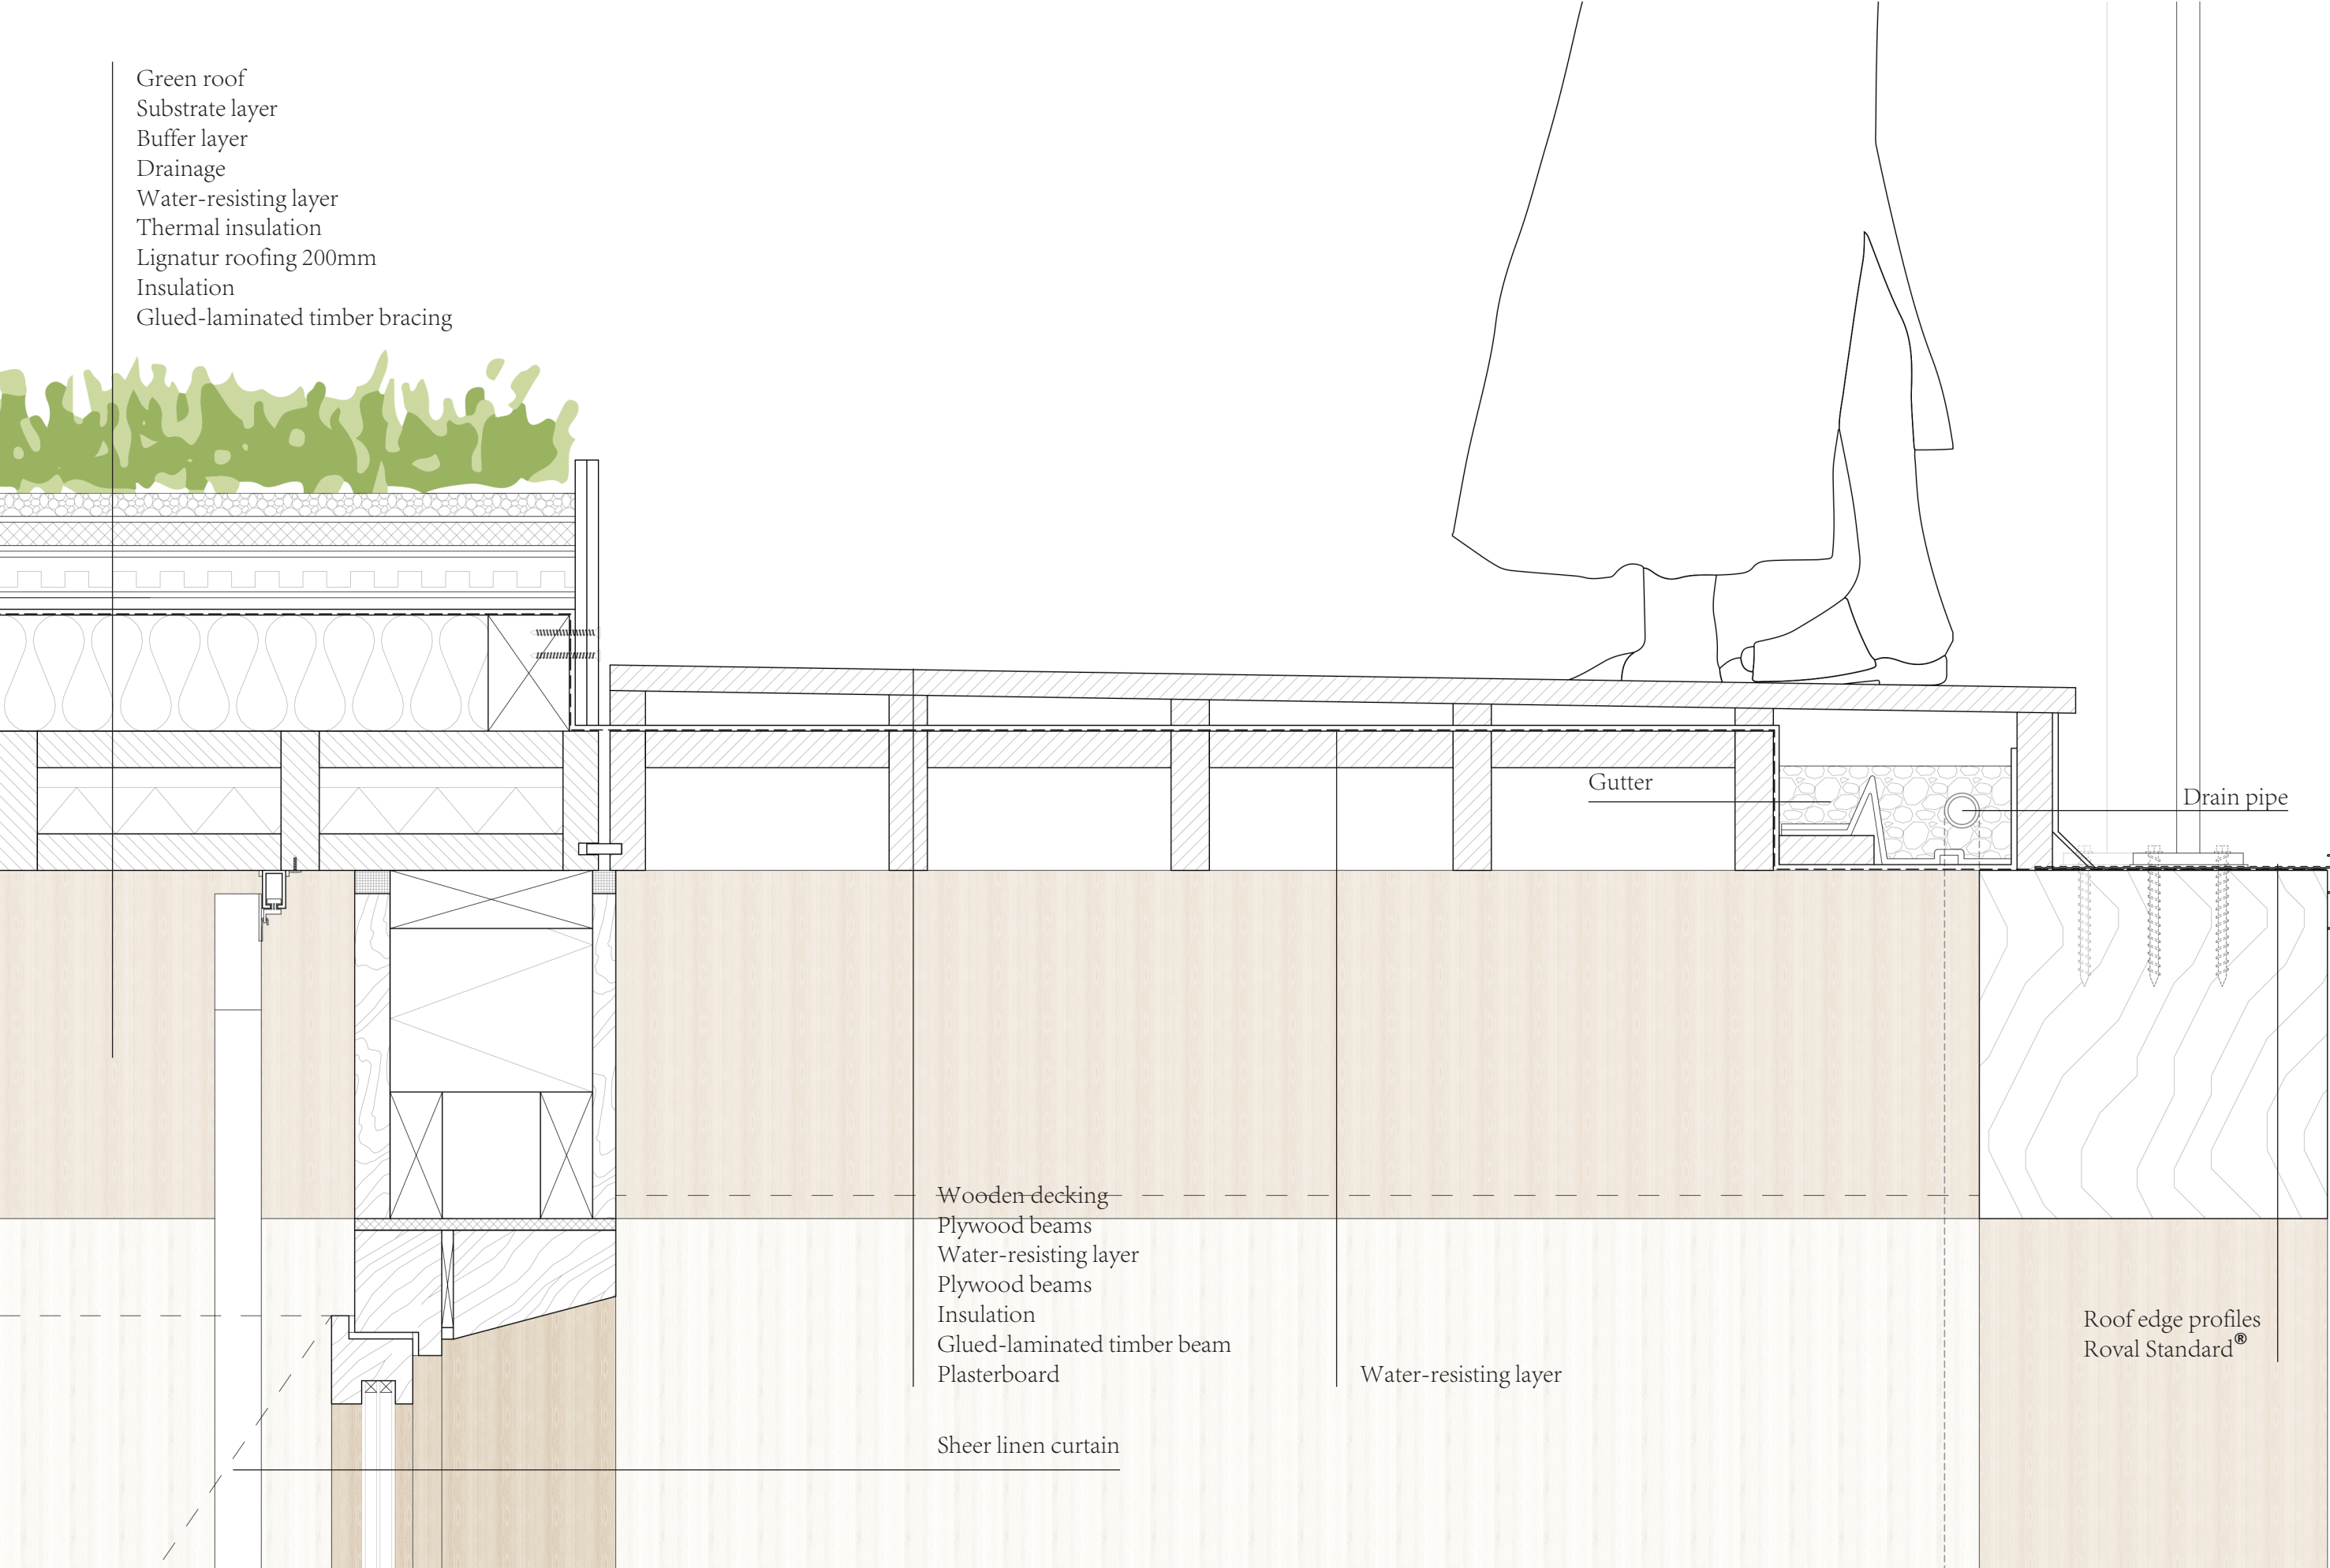 Green roof
Substrate layer
Buffer layer
Drainage
Water-resisting layer
Thermal insulation
Lignatur roofing 200mm
Insulation
Glued-laminated timber bracing
Gutter
Drain pipe
Wooden decking
Plywood beams
Water-resisting layer
Plywood beams
Insulation
Glued-laminated timber beam
Plasterboard
Water-resisting layer
Roof edge profiles
Roval Standard®
Sheer linen curtain